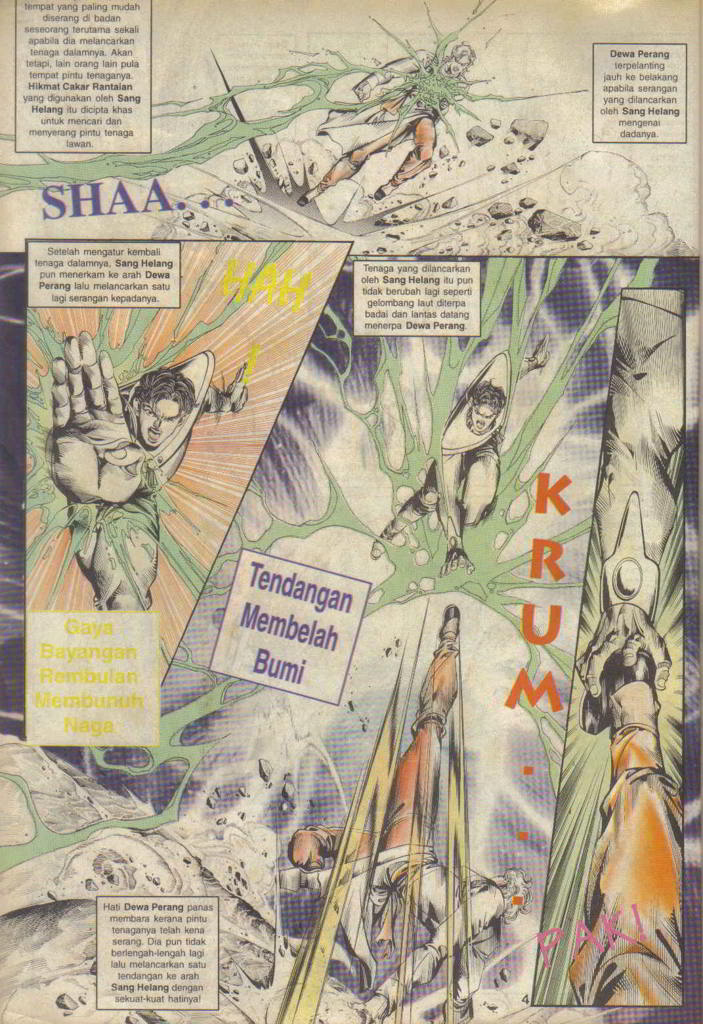 tempat yang paling mudah
diserang di badan
seseorang terutama sekali
apabila dia melancarkan
tenaga dalamnya. Akan
tetapi, lain orang lain pula
tempat pintu tenaganya.
Hikmat Cakar Rantaian
yang digunakan oleh Sang
Helang itu dicipta khas
untuk mencari dan
menyerang pintu tenaga
lawan.
Dewa Perang
terpelanting
jauh ke belakang
apabila serangan
yang dilancarkan
oleh Sang Helang
mengenai
dadanya.
SHAA...
Setelah mengatur kembali
tenaga dalamnya, Sang Helang
pun menerkam ke arah Dewa
Perang lalu melancarkan satu
lagi serangan kepadanya.
HAH
!
Tenaga yang dilancarkan
oleh Sang Helang itu pun
tidak berubah lagi seperti
gelombang laut diterpa
badai dan lantas datang
menerpa Dewa Perang.
Gaya
Bayangan
Rembulan
Membunuh
Naga
Tendangan
Membelah
Bumi
KRUM...
Hati Dewa Perang panas
membara kerana pintu
tenaganya telah kena
serang. Dia pun tidak
berlengah-lengah lagi
lalu melancarkan satu
tendangan ke arah
Sang Helang dengan
sekuat-kuat hatinya!
PAK!
4